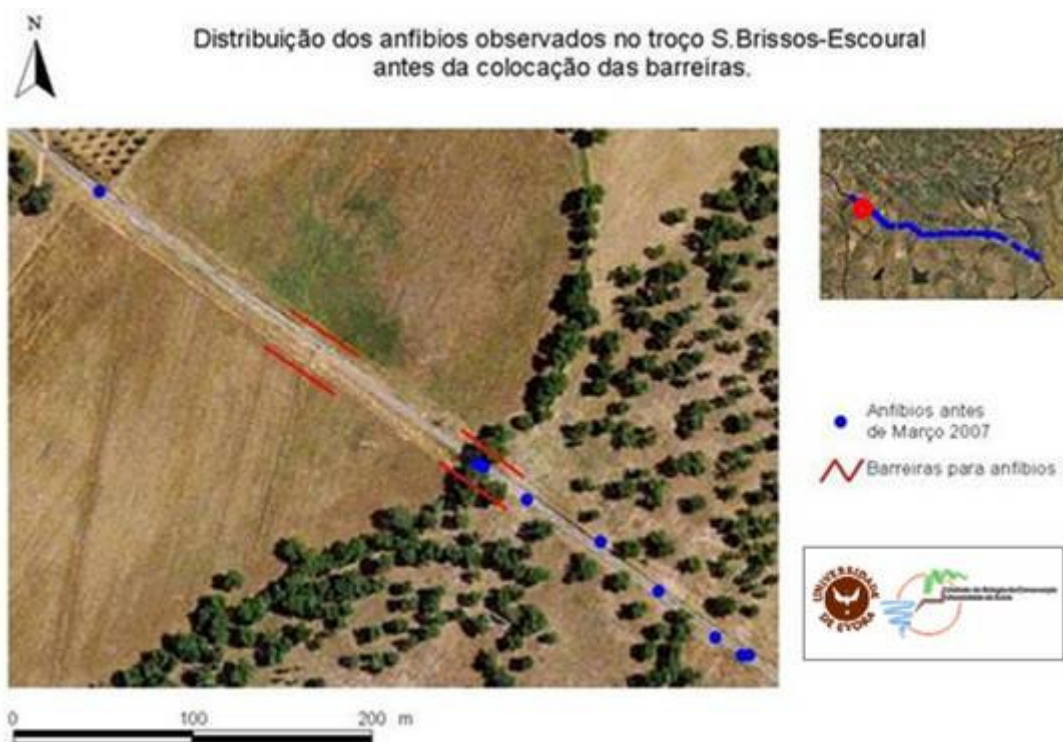 N
Distribuição dos anfíbios observados no troço S.Brissos-Escoural
antes da colocação das barreiras.
Anfíbios antes
de Março 2007
Barreiras para anfíbios
UNIVERSIDADE
DE ÉVORA
0 100 200 m